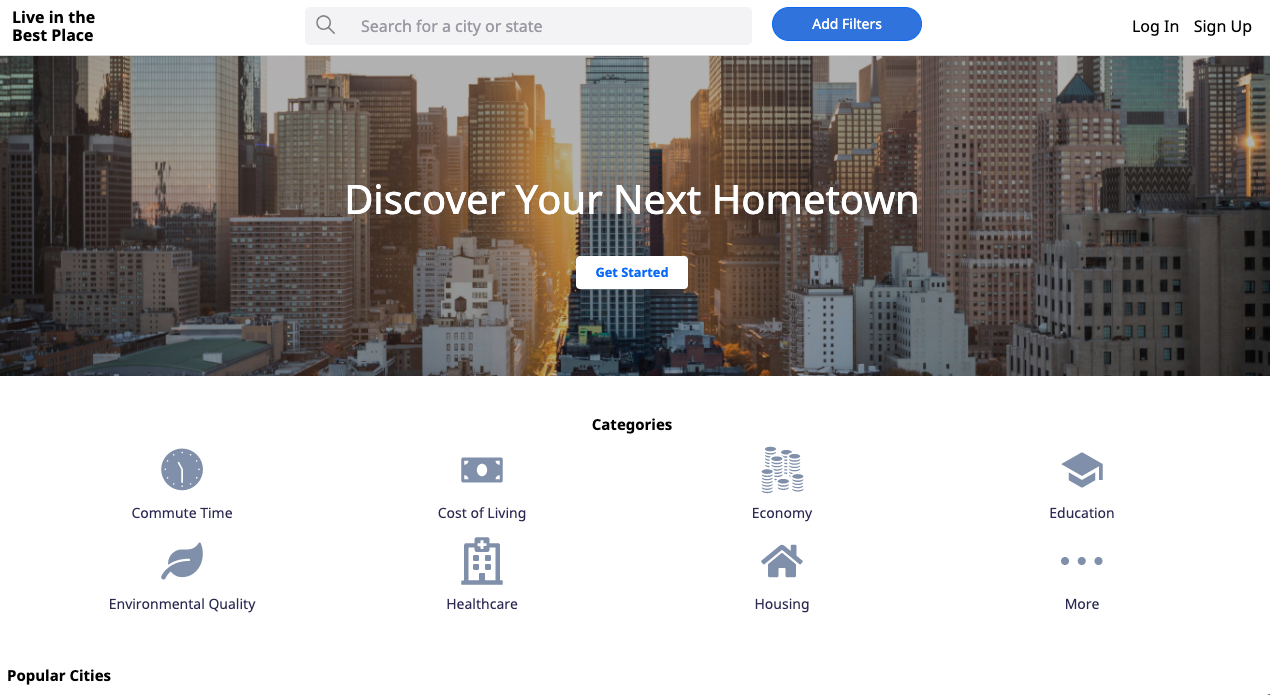 Live in the
Best Place
Search for a city or state
Add Filters
Log In
Sign Up
Discover Your Next Hometown
Get Started
Categories
Commute Time
Cost of Living
Economy
Education
Environmental Quality
Healthcare
Housing
More
Popular Cities